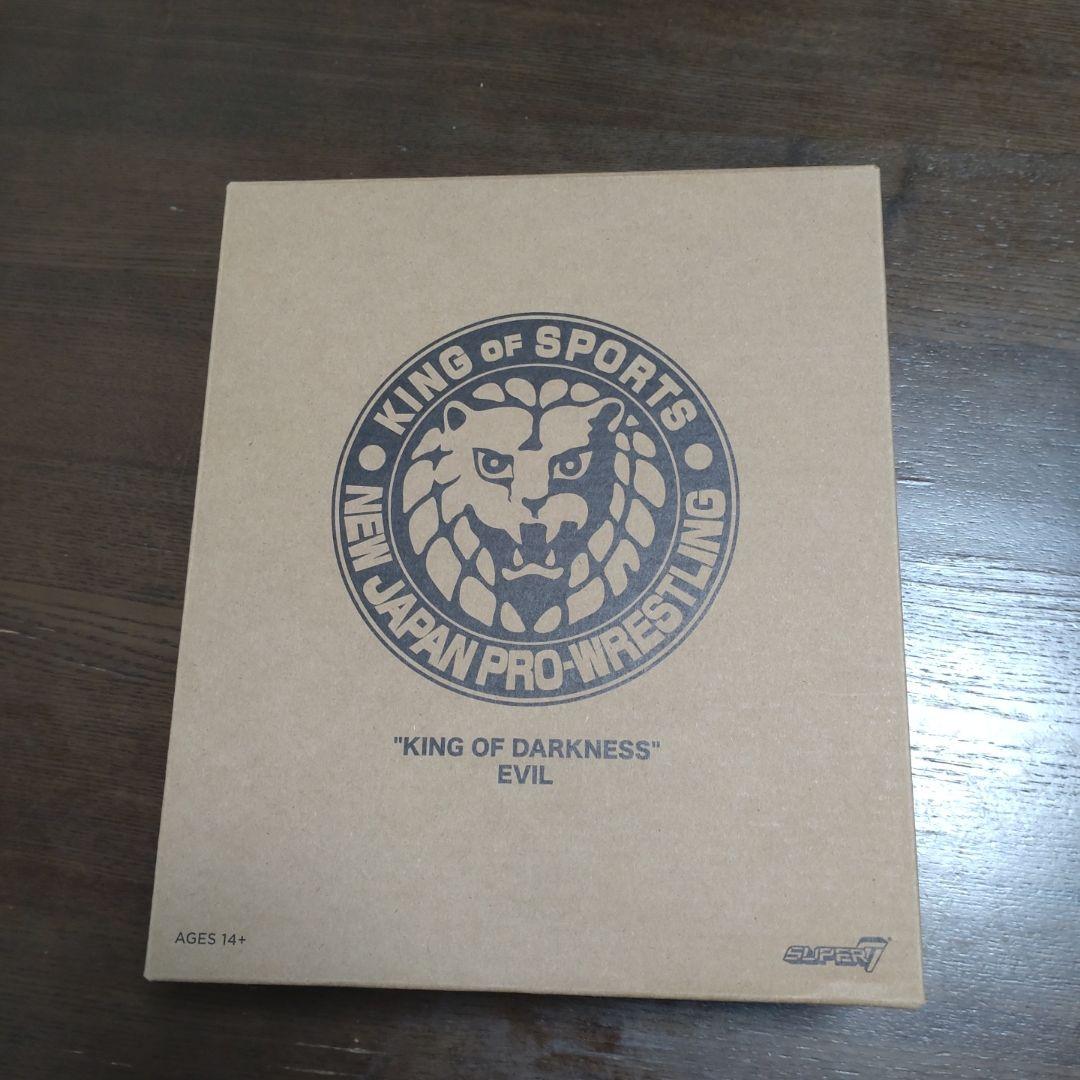 KING OF SPORTS
NEW JAPAN PRO-WRESTLING
"KING OF DARKNESS"
EVIL
AGES 14+
SUPER7